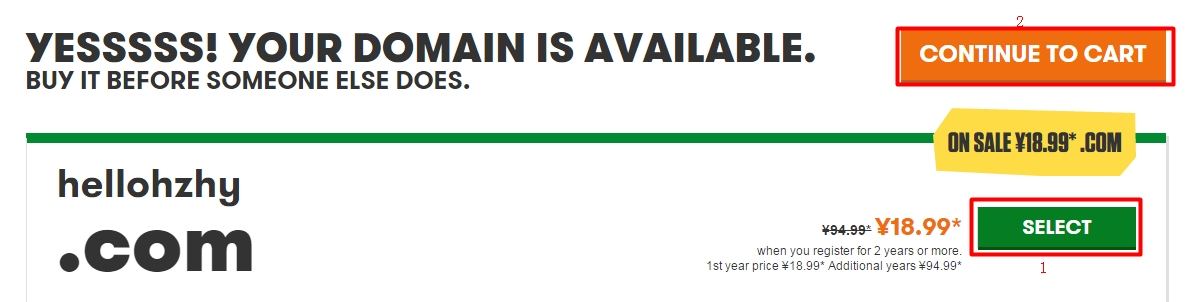 2
YESSSSS! YOUR DOMAIN IS AVAILABLE.
CONTINUE TO CART
BUY IT BEFORE SOMEONE ELSE DOES.
ON SALE ¥18.99* .COM
hellohzhy
.com
¥94.99* ¥18.99*
SELECT
when you register for 2 years or more.
1st year price ¥18.99* Additional years ¥94.99*
1